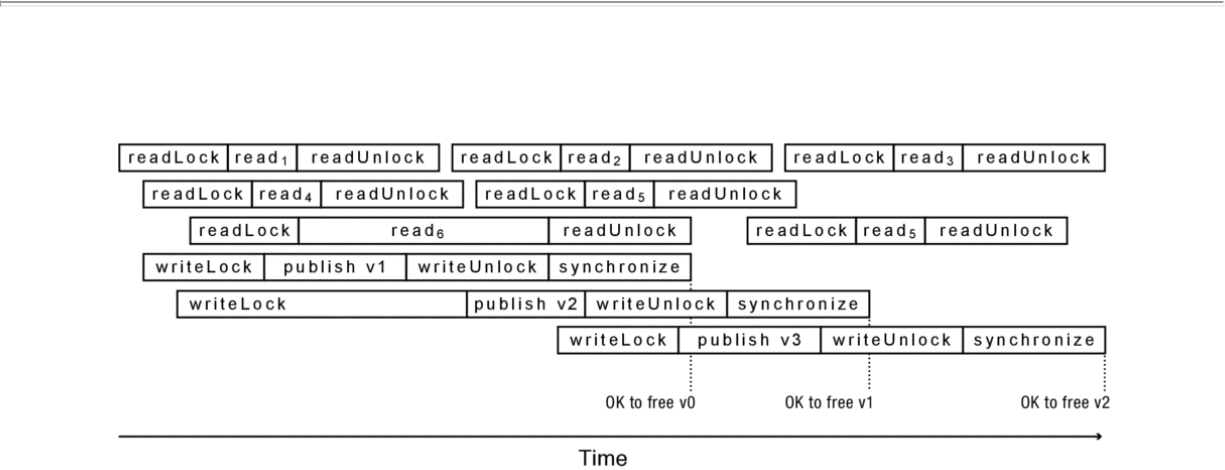 readLock read1 readUnlock readLock read2 readUnlock readLock read3 readUnlock
readLock read4 readUnlock readLock read5 readUnlock
readLock read6 readUnlock readLock read5 readUnlock
writeLock publish v1 writeUnlock synchronize
writeLock publish v2 writeUnlock synchronize
writeLock publish v3 writeUnlock synchronize
OK to free v0 OK to free v1 OK to free v2
Time